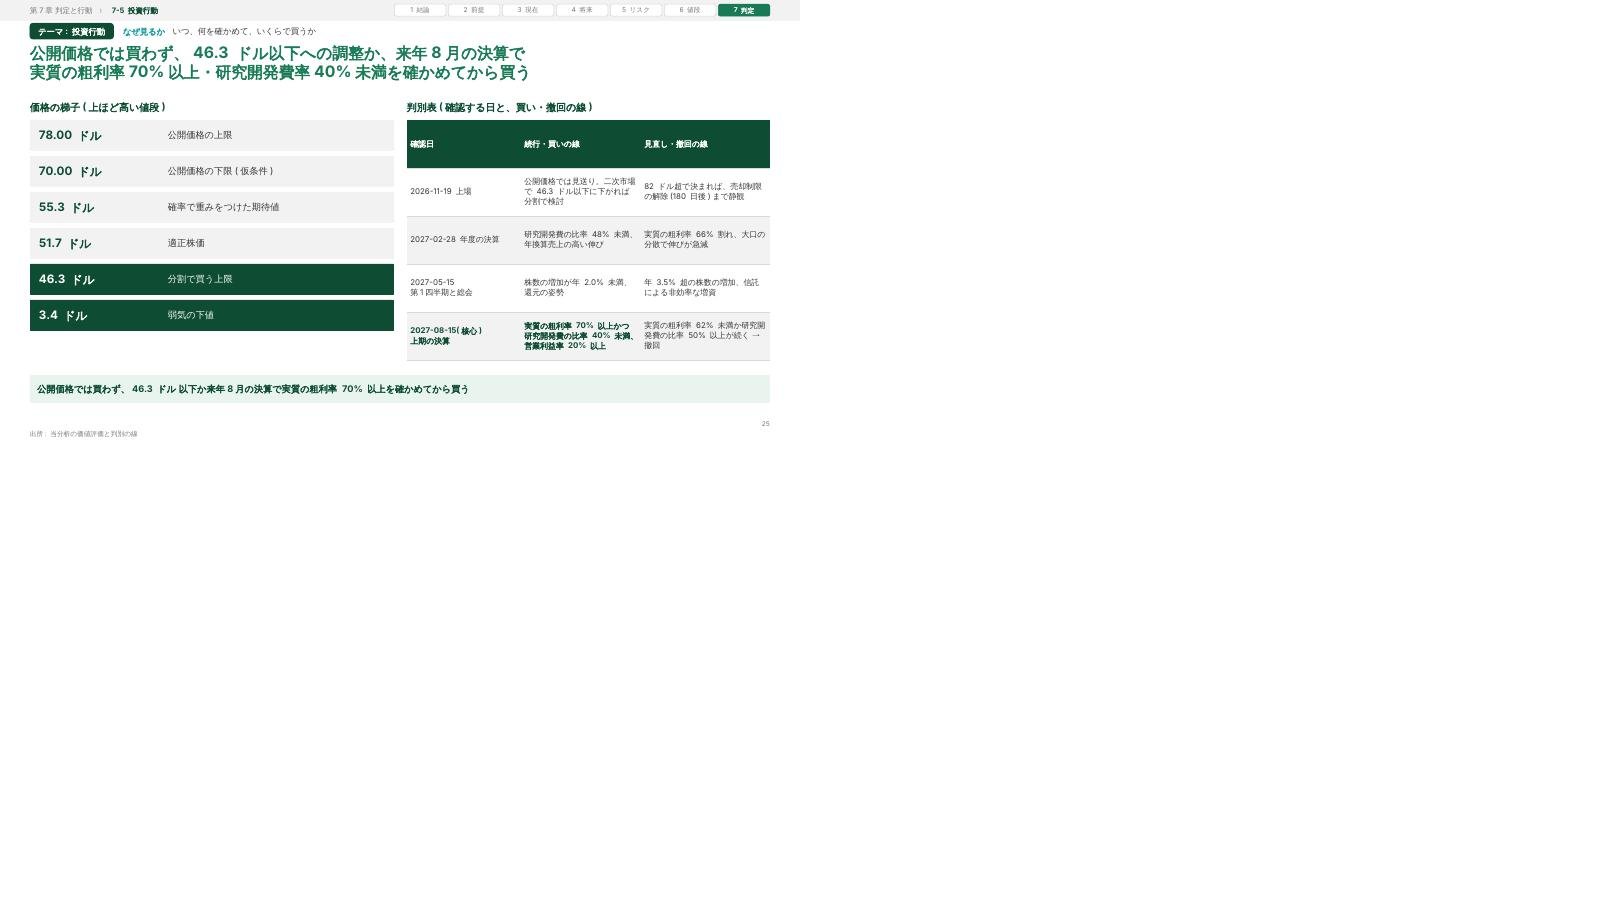 第 7 章 判定と行動 › 7-5 投資行動
1 結論
2 前提
3 現在
4 将来
5 リスク
6 値段
7 判定
テーマ : 投資行動 なぜ見るか いつ、何を確かめて、いくらで買うか
公開価格では買わず、 46.3 ドル以下への調整か、来年 8 月の決算で
実質の粗利率 70% 以上・研究開発費率 40% 未満を確かめてから買う
価格の梯子 ( 上ほど高い値段 )
78.00 ドル 公開価格の上限
70.00 ドル 公開価格の下限 ( 仮条件 )
55.3 ドル 確率で重みをつけた期待値
51.7 ドル 適正株価
46.3 ドル 分割で買う上限
3.4 ドル 弱気の下値
判別表 ( 確認する日と、買い・撤回の線 )
確認日 続行・買いの線 見直し・撤回の線
2026-11-19 上場
公開価格では見送り。二次市場
で 46.3 ドル以下に下がれば
分割で検討
82 ドル超で決まれば、売却制限
の解除 (180 日後 ) まで静観
2027-02-28 年度の決算
研究開発費の比率 48% 未満、
年換算売上の高い伸び
実質の粗利率 66% 割れ、大口の
分散で伸びが急減
2027-05-15
第 1 四半期と総会
株数の増加が年 2.0% 未満、
還元の姿勢
年 3.5% 超の株数の増加、信託
による非効率な増資
2027-08-15( 核心 )
上期の決算
実質の粗利率 70% 以上かつ
研究開発費の比率 40% 未満、
営業利益率 20% 以上
実質の粗利率 62% 未満か研究開
発費の比率 50% 以上が続く →
撤回
公開価格では買わず、 46.3 ドル 以下か来年 8 月の決算で実質の粗利率 70% 以上を確かめてから買う
25
出所 : 当分析の価値評価と判別の線